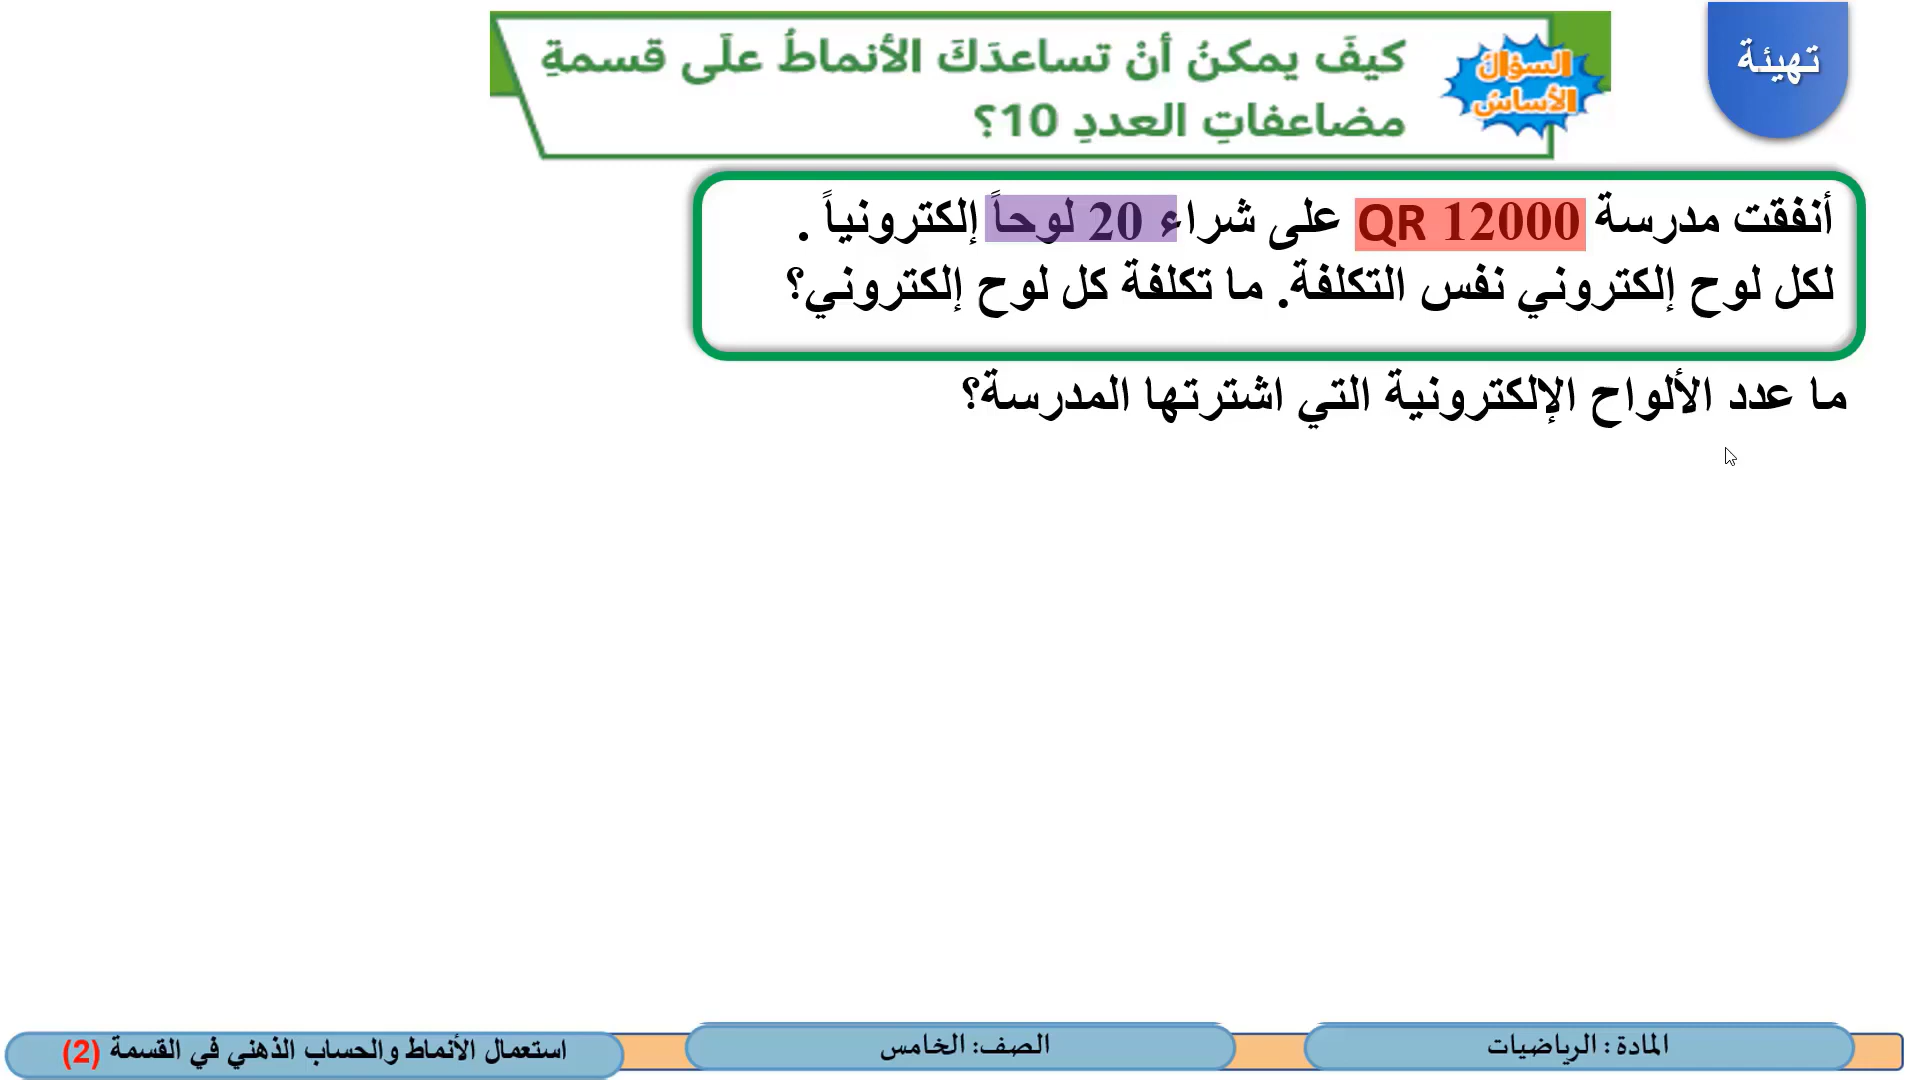 تهيئة
السؤال
الأساسي
كيفَ يمكنُ أنْ تساعدَكَ الأنماطُ علَى قسمةِ
مضاعفاتِ العددِ 10؟
أنفقت مدرسة QR 12000 على شراء 20 لوحاً إلكترونياً .
لكل لوح إلكتروني نفس التكلفة. ما تكلفة كل لوح إلكتروني؟
ما عدد الألواح الإلكترونية التي اشترتها المدرسة؟
المادة : الرياضيات
الصف: الخامس
استعمال الأنماط والحساب الذهني في القسمة (2)